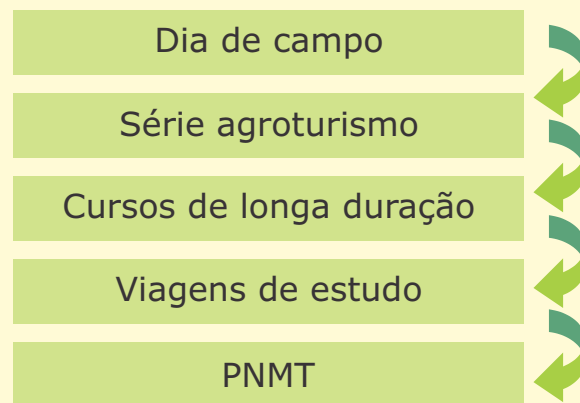 Dia de campo
Série agroturismo
Cursos de longa duração
Viagens de estudo
PNMT